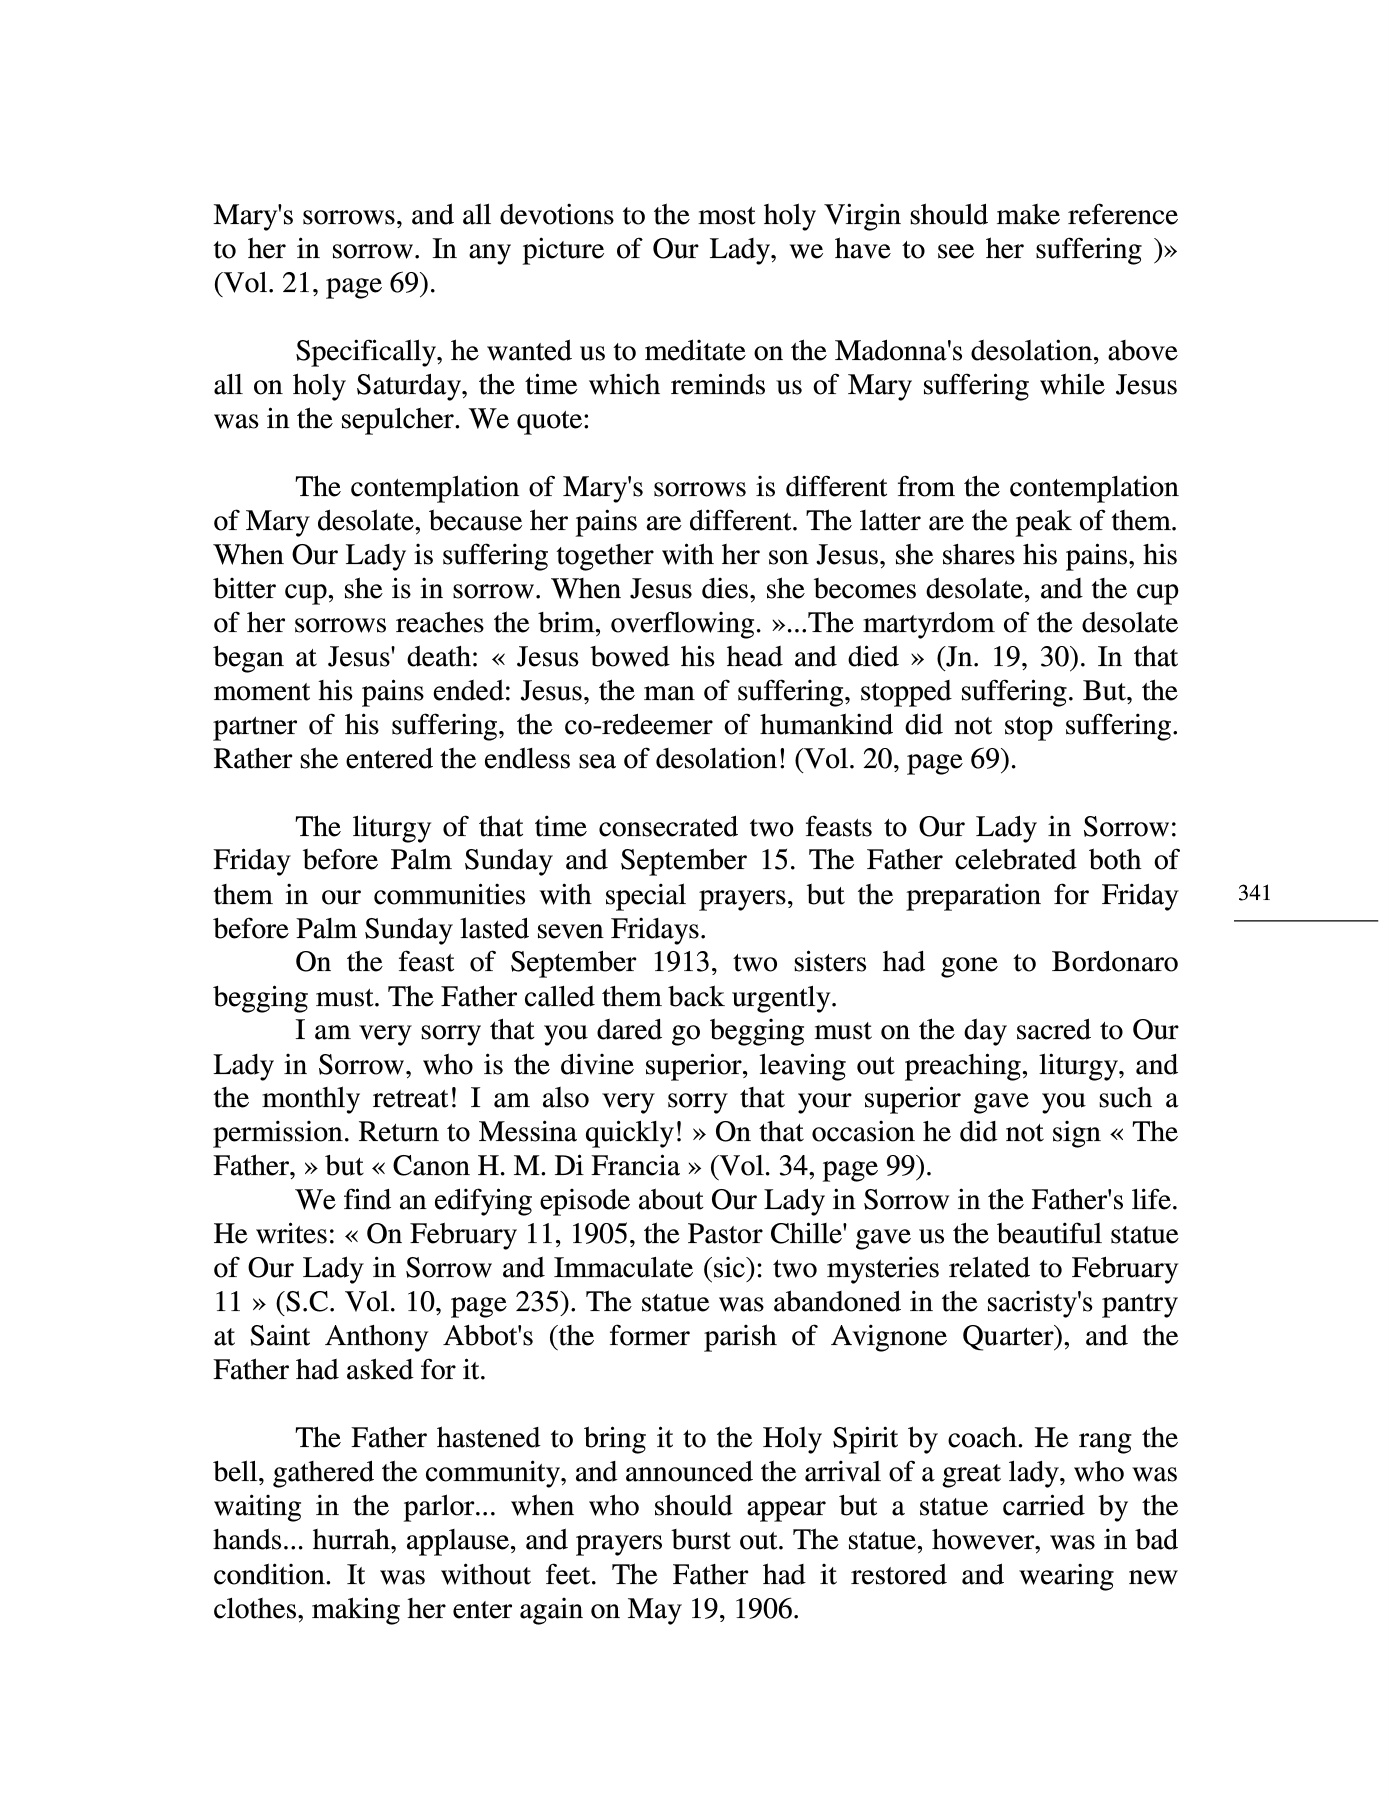 Mary's sorrows, and all devotions to the most holy Virgin should make reference
to her in sorrow. In any picture of Our Lady, we have to see her suffering )»
(Vol. 21, page 69).
Specifically, he wanted us to meditate on the Madonna's desolation, above
all on holy Saturday, the time which reminds us of Mary suffering while Jesus
was in the sepulcher. We quote:
The contemplation of Mary's sorrows is different from the contemplation
of Mary desolate, because her pains are different. The latter are the peak of them.
When Our Lady is suffering together with her son Jesus, she shares his pains, his
bitter cup, she is in sorrow. When Jesus dies, she becomes desolate, and the cup
of her sorrows reaches the brim, overflowing. »...The martyrdom of the desolate
began at Jesus' death: « Jesus bowed his head and died » (Jn. 19, 30). In that
moment his pains ended: Jesus, the man of suffering, stopped suffering. But, the
partner of his suffering, the co-redeemer of humankind did not stop suffering.
Rather she entered the endless sea of desolation! (Vol. 20, page 69).
The liturgy of that time consecrated two feasts to Our Lady in Sorrow:
Friday before Palm Sunday and September 15. The Father celebrated both of
them in our communities with special prayers, but the preparation for Friday
before Palm Sunday lasted seven Fridays.
On the feast of September 1913, two sisters had gone to Bordonaro
begging must. The Father called them back urgently.
I am very sorry that you dared go begging must on the day sacred to Our
Lady in Sorrow, who is the divine superior, leaving out preaching, liturgy, and
the monthly retreat! I am also very sorry that your superior gave you such a
permission. Return to Messina quickly! » On that occasion he did not sign « The
Father, » but « Canon H. M. Di Francia » (Vol. 34, page 99).
We find an edifying episode about Our Lady in Sorrow in the Father's life.
He writes: « On February 11, 1905, the Pastor Chille' gave us the beautiful statue
of Our Lady in Sorrow and Immaculate (sic): two mysteries related to February
11 » (S.C. Vol. 10, page 235). The statue was abandoned in the sacristy's pantry
at Saint Anthony Abbot's (the former parish of Avignone Quarter), and the
Father had asked for it.
The Father hastened to bring it to the Holy Spirit by coach. He rang the
bell, gathered the community, and announced the arrival of a great lady, who was
waiting in the parlor... when who should appear but a statue carried by the
hands... hurrah, applause, and prayers burst out. The statue, however, was in bad
condition. It was without feet. The Father had it restored and wearing new
clothes, making her enter again on May 19, 1906.
341